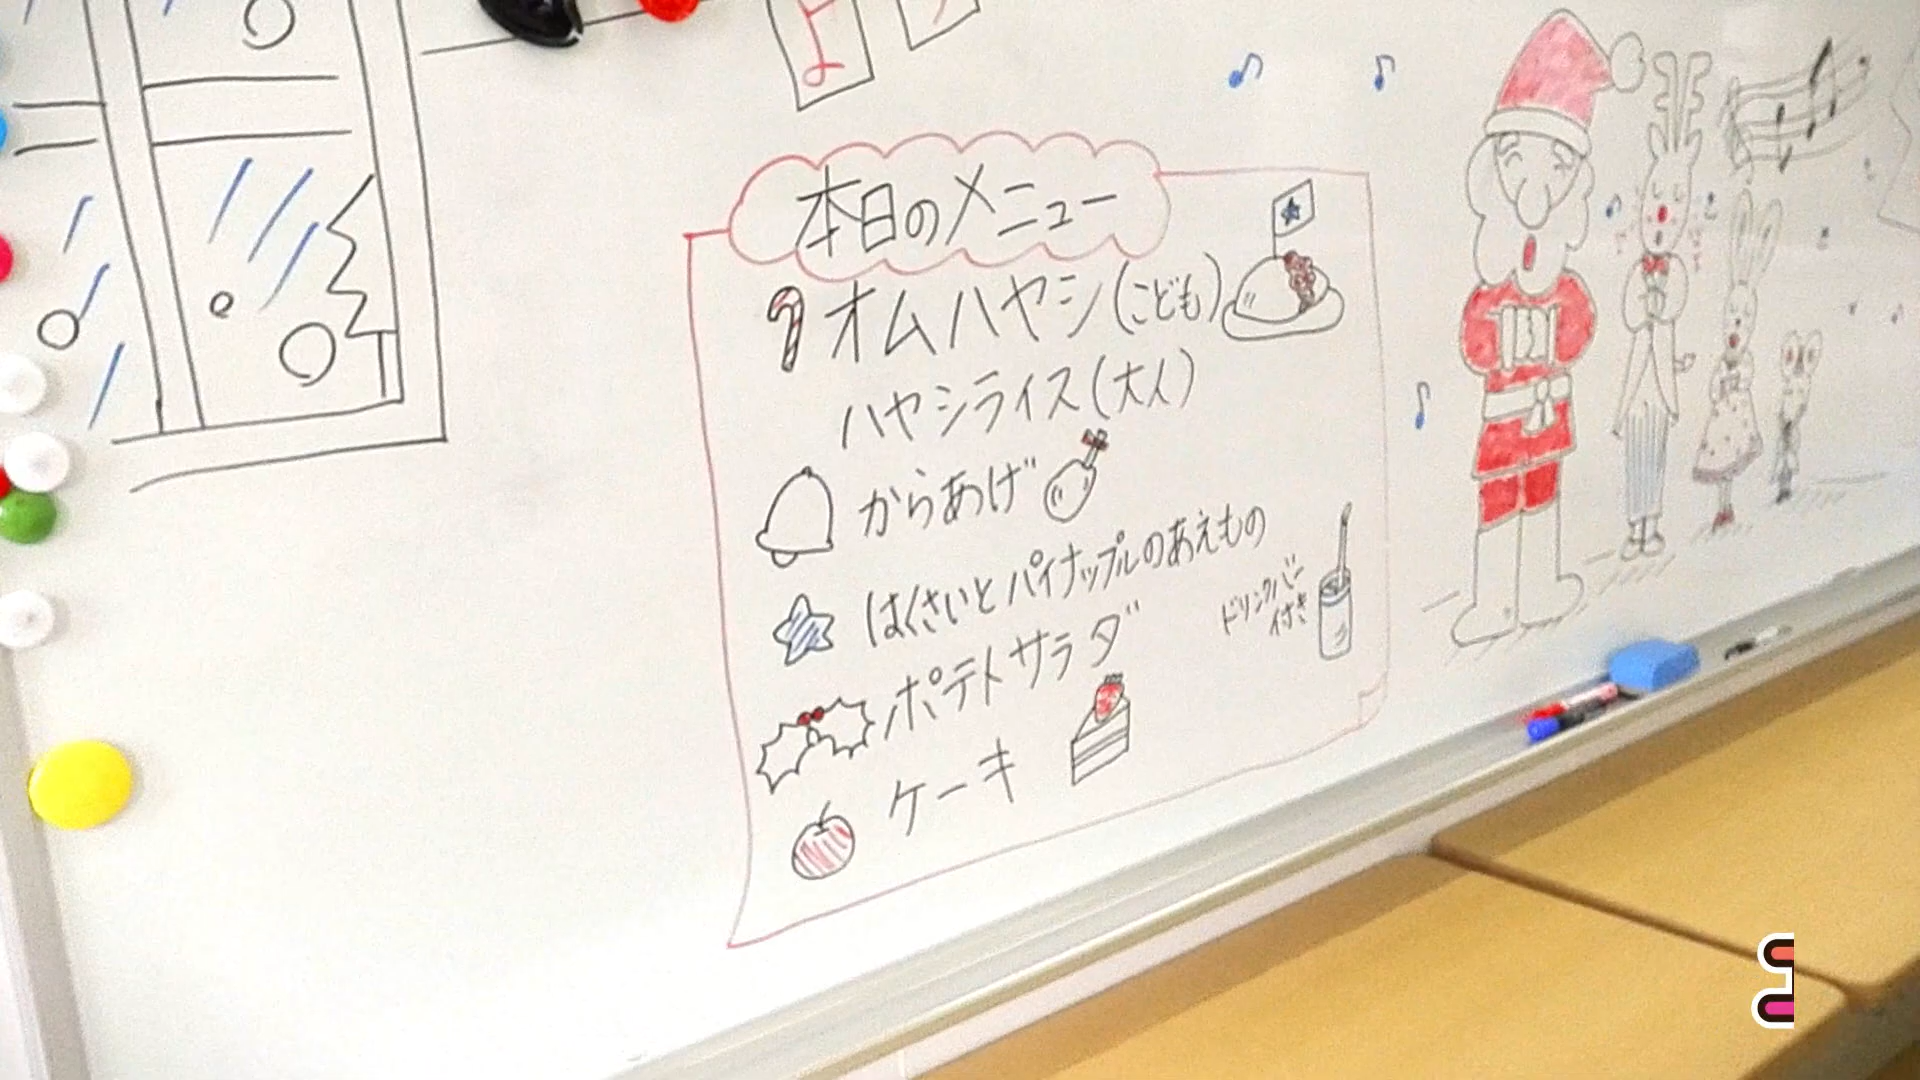 よ
本日のメニュー
オムハヤシ(こども)
ハヤシライス(大人)
からあげ
はくさいとパイナップルのあえもの
ドリンクバー
付き
ポテトサラダ
ケーキ